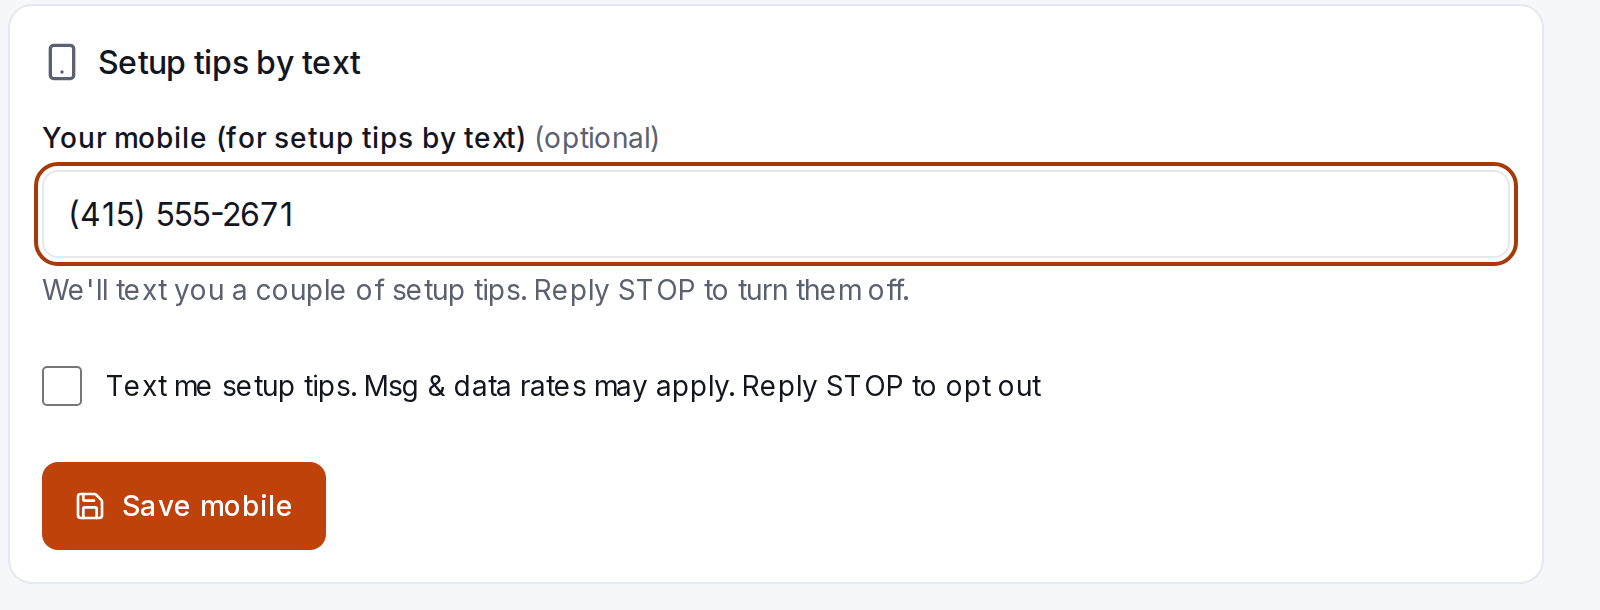 Setup tips by text
Your mobile (for setup tips by text) (optional)
(415) 555-2671
We'll text you a couple of setup tips. Reply STOP to turn them off.
Text me setup tips. Msg & data rates may apply. Reply STOP to opt out
Save mobile